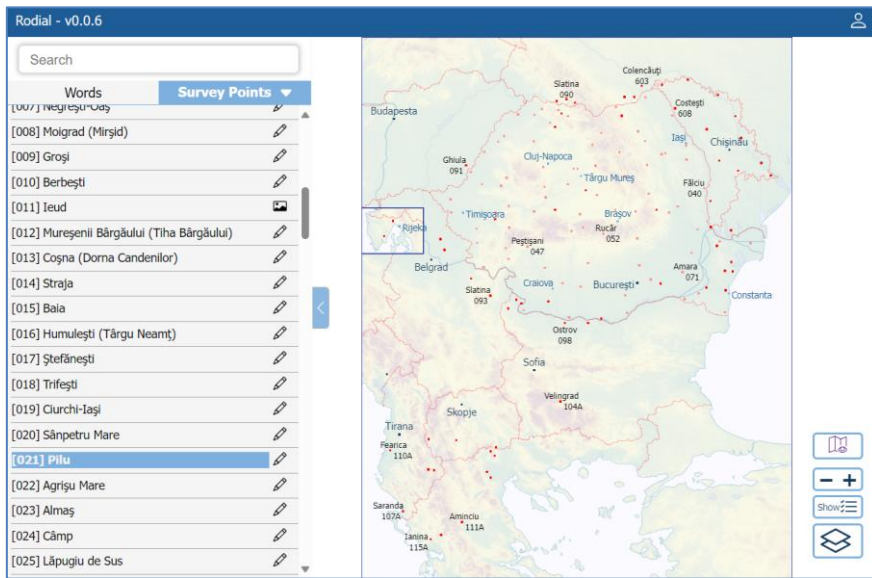 Rodial - v0.0.6
Search
Words
Survey Points
[007] Negrești-Oaș
[008] Moigrad (Mirșid)
[009] Groși
[010] Berbești
[011] Ieud
[012] Mureșenii Bârgăului (Tiha Bârgăului)
[013] Coșna (Dorna Candenilor)
[014] Straja
[015] Baia
[016] Humulești (Târgu Neamț)
[017] Ștefănești
[018] Trifești
[019] Ciurchi-Iași
[020] Sânpetru Mare
[021] Pilu
[022] Agrișu Mare
[023] Almaș
[024] Câmp
[025] Lăpugiu de Sus
Colencăuți
603
Slatina
090
Costești
608
Budapesta
Iași
Chișinău
Ghiula
091
Cluj-Napoca
Târgu Mureș
Fălciu
040
Timișoara
Brașov
Rijeka
Rucăr
052
Peștișani
047
Belgrad
Amara
071
Craiova
București
Slatina
093
Constanta
Ostrov
098
Sofia
Velingrad
104A
Skopje
Tirana
Fearica
110A
Saranda
107A
Aminciu
111A
Ianina
115A
Show